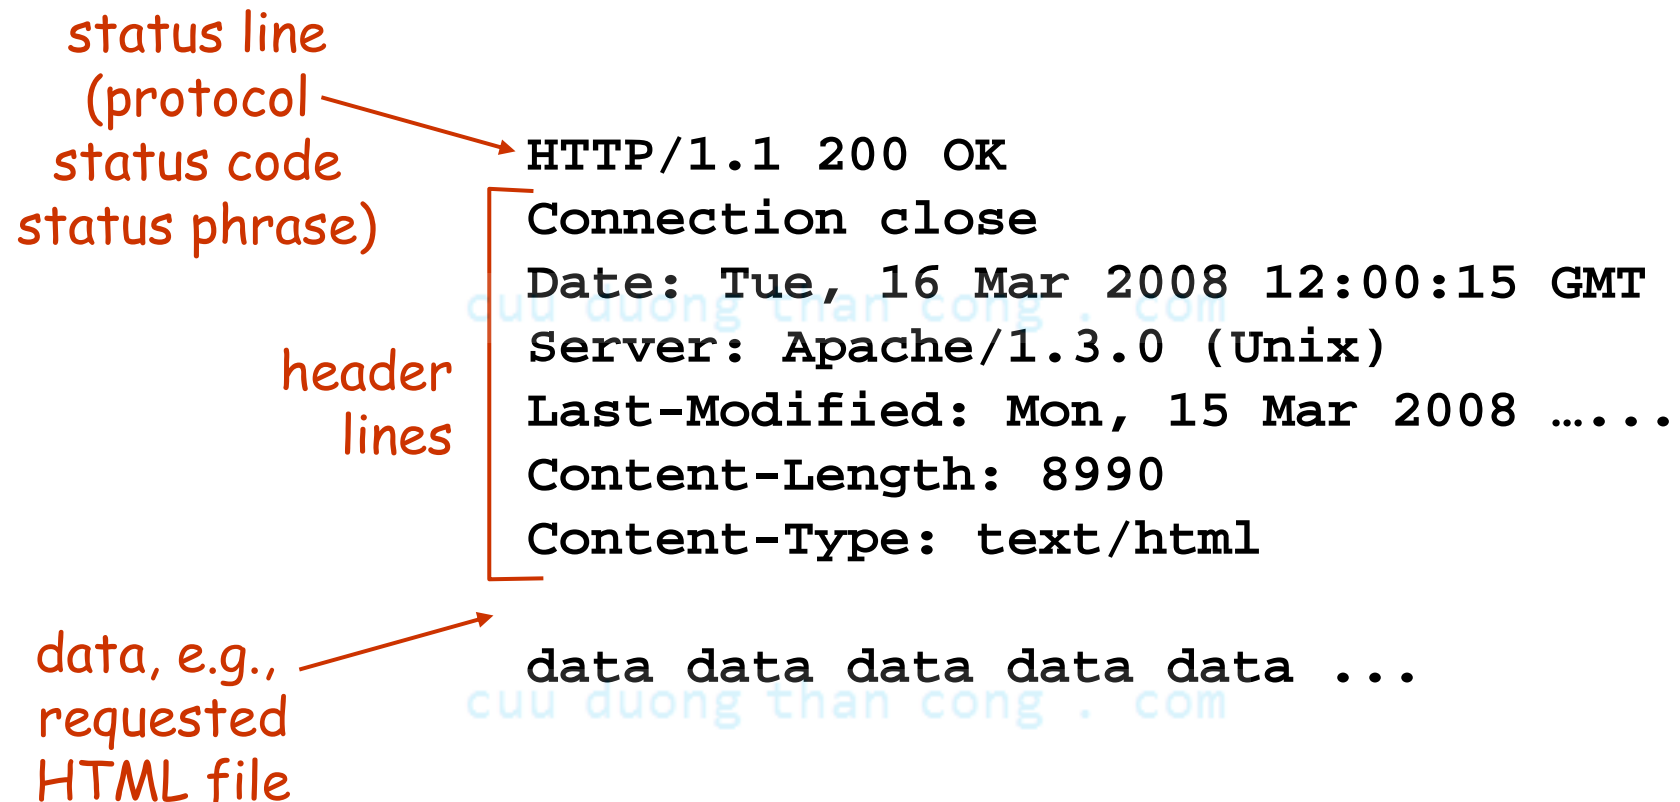 status line
(protocol
status code
status phrase)
HTTP/1.1 200 OK
Connection close
Date: Tue, 16 Mar 2008 12:00:15 GMT
cuu duong than cong . com
Server: Apache/1.3.0 (Unix)
Last-Modified: Mon, 15 Mar 2008 …...
Content-Length: 8990
Content-Type: text/html
header
lines
data, e.g.,
requested
HTML file
data data data data data ...
cuu duong than cong . com